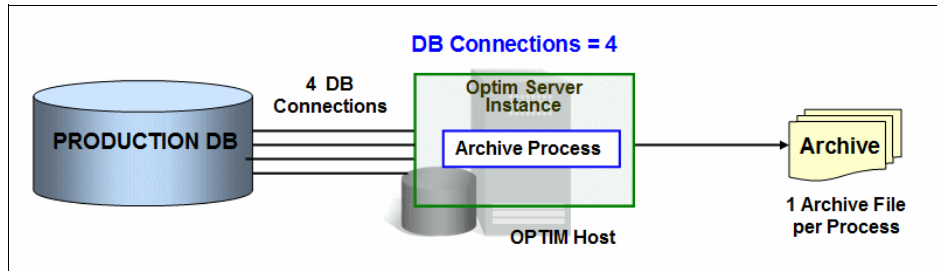 DB Connections = 4
4 DB
Connections
Optim Server
Instance
PRODUCTION DB
Archive Process
Archive
OPTIM Host
1 Archive File
per Process